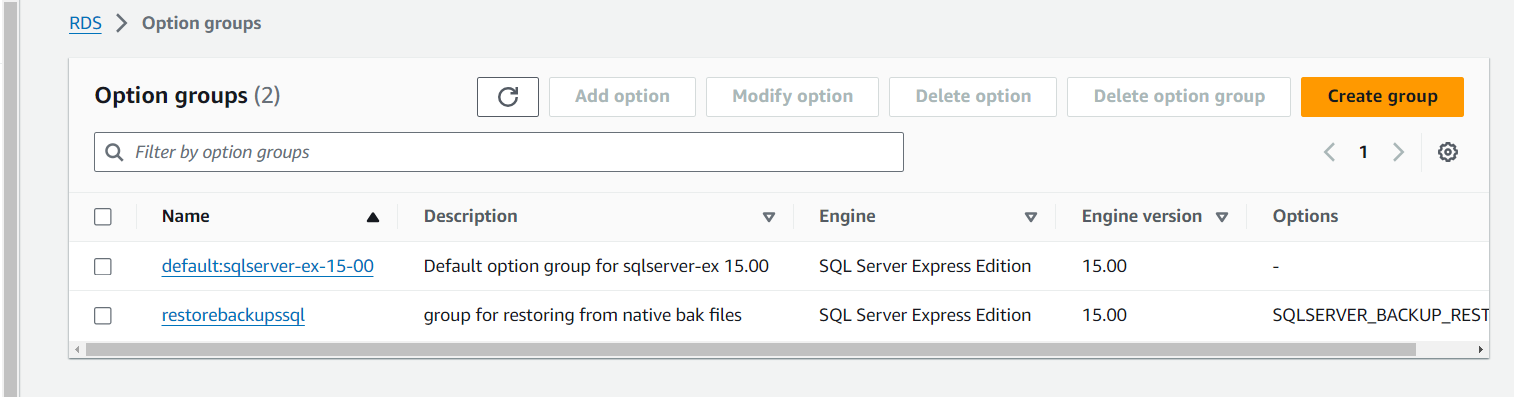 RDS > Option groups
Option groups (2) Add option Modify option Delete option Delete option group Create group
Filter by option groups 1
Name Description Engine Engine version Options
default:sqlserver-ex-15-00 Default option group for sqlserver-ex 15.00 SQL Server Express Edition 15.00 -
restorebackupssql group for restoring from native bak files SQL Server Express Edition 15.00 SQLSERVER_BACKUP_REST